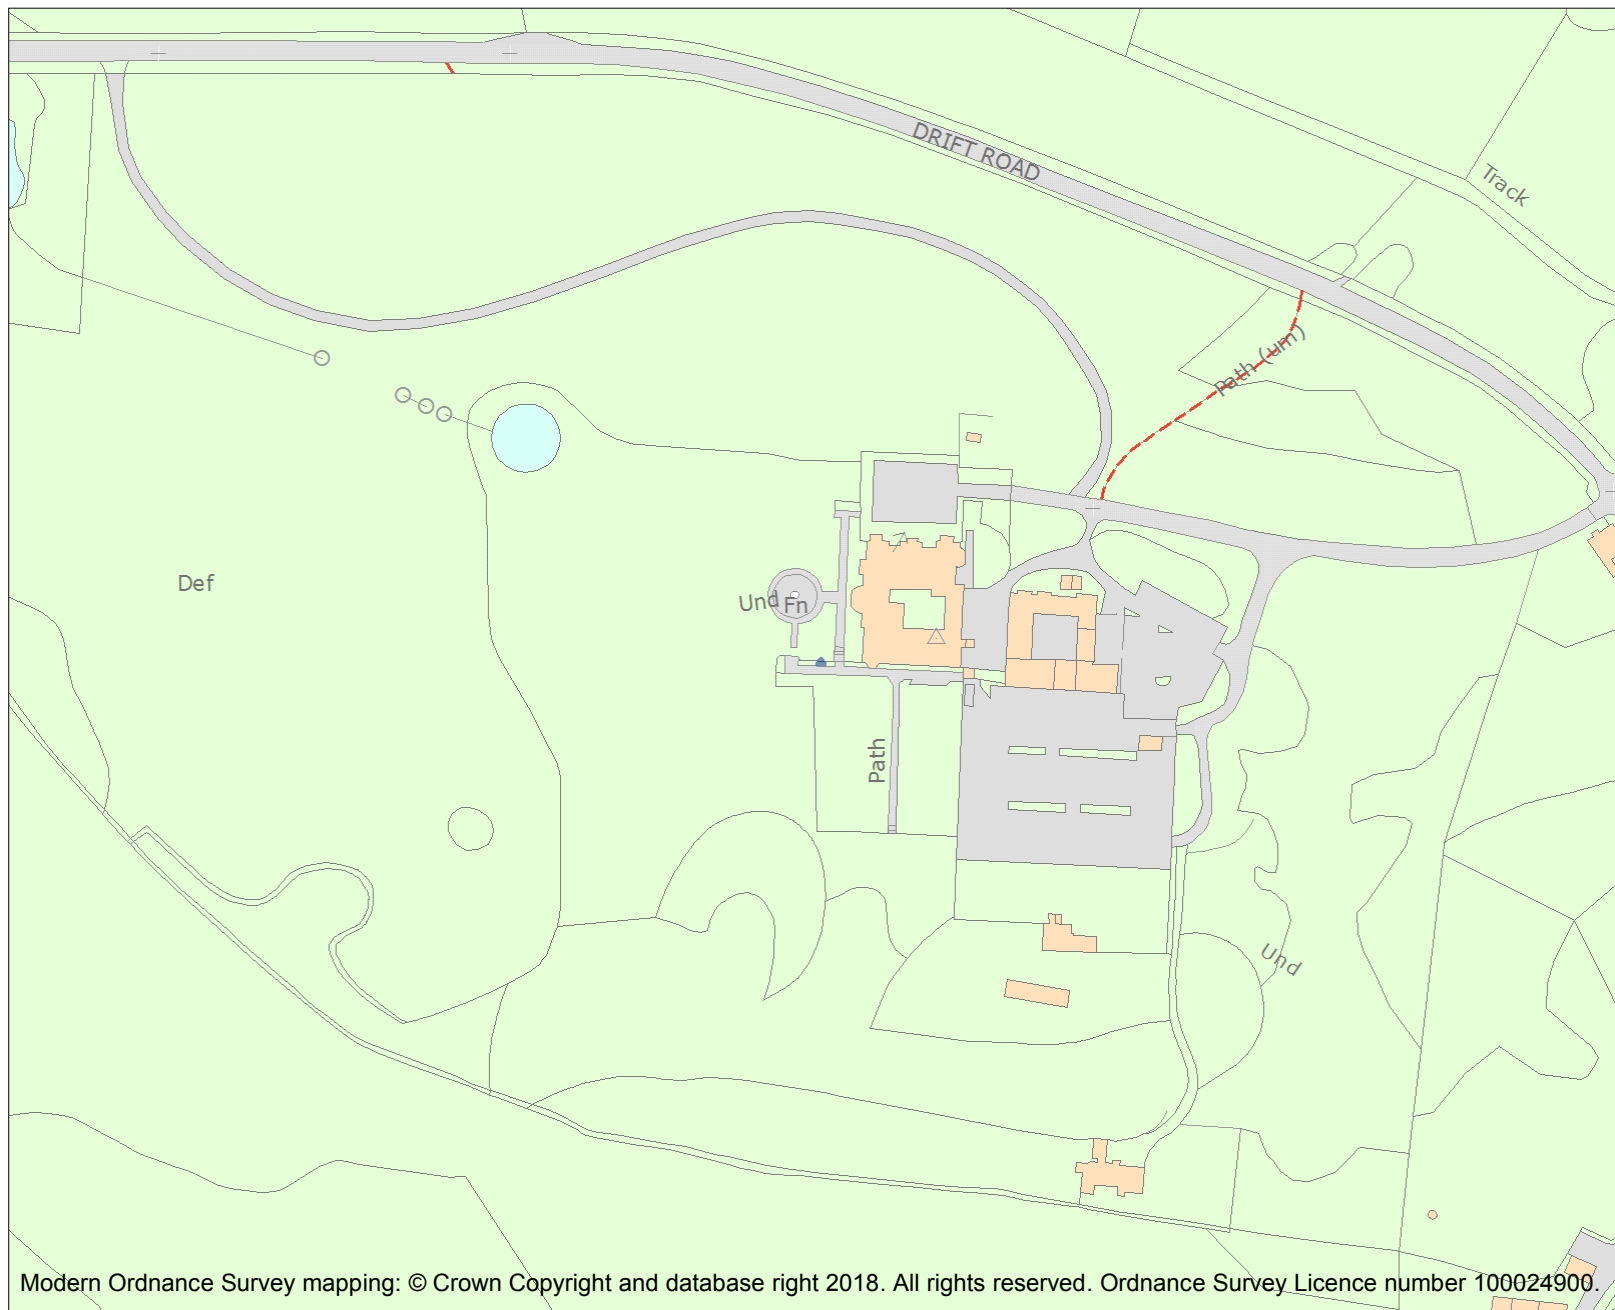 DRIFT ROAD
Track
Path (um)
Def
Und
Fn
Path
Und
Modern Ordnance Survey mapping: © Crown Copyright and database right 2018. All rights reserved. Ordnance Survey Licence number 100024900.